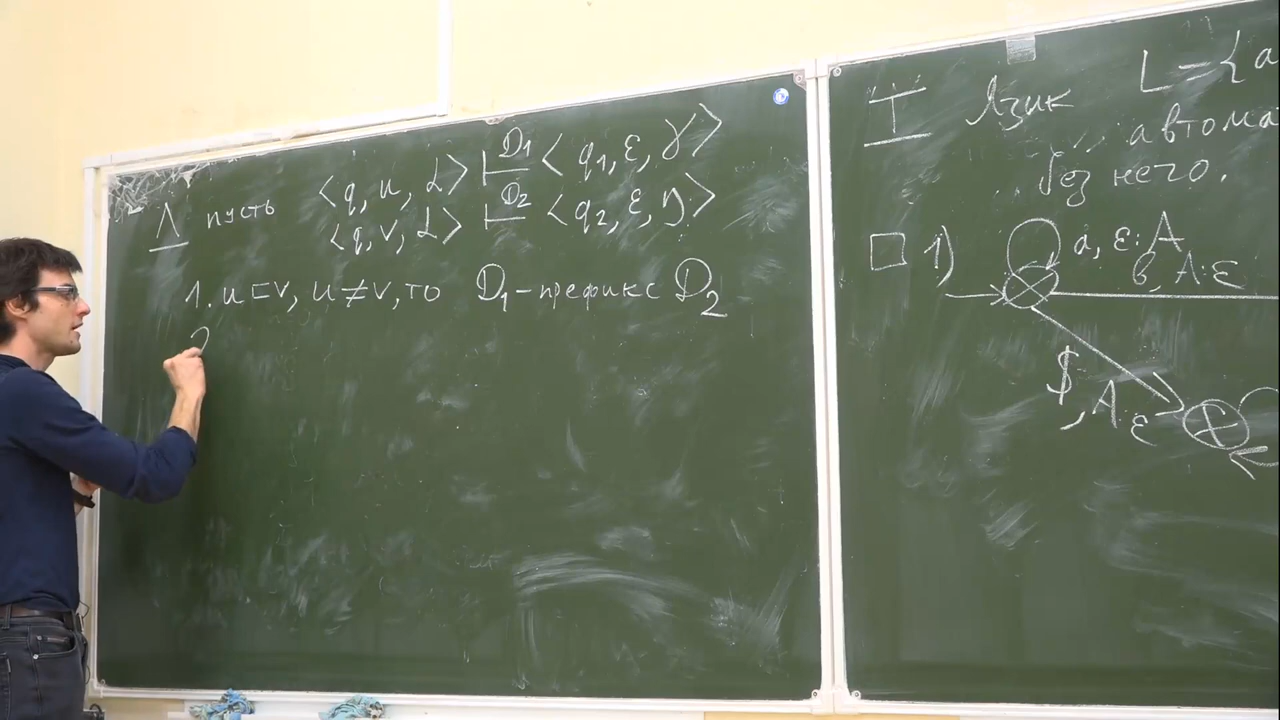 Λ пусть ⟨q, u, α⟩ ⊢ D₁ ⟨q₁, ε, γ⟩
⟨q, v, α⟩ ⊢ D₂ ⟨q₂, ε, η⟩
1. u ⊏ v, u ≠ v, то D₁ – префикс D₂
2
T Язык L = {a
автома
без него.
□ 1)
a, ε:A
b, A:ε
$, A:ε